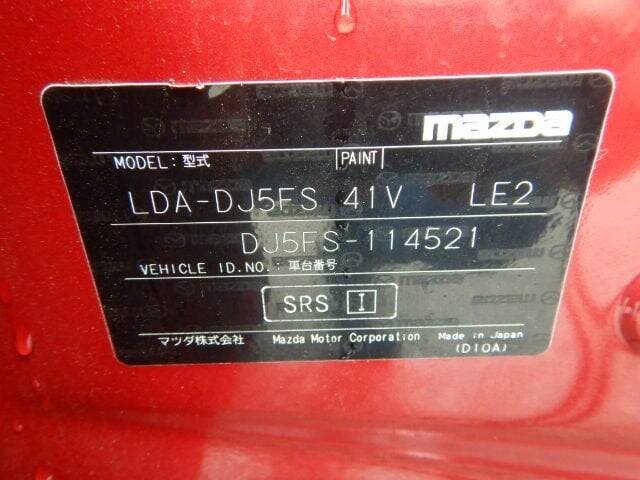 mazda
MODEL: 型式 PAINT
LDA-DJ5FS 41V LE2
DJ5FS-114521
VEHICLE ID.NO.: 車台番号
SRS I
マツダ株式会社 Mazda Motor Corporation Made in Japan
(D10A)